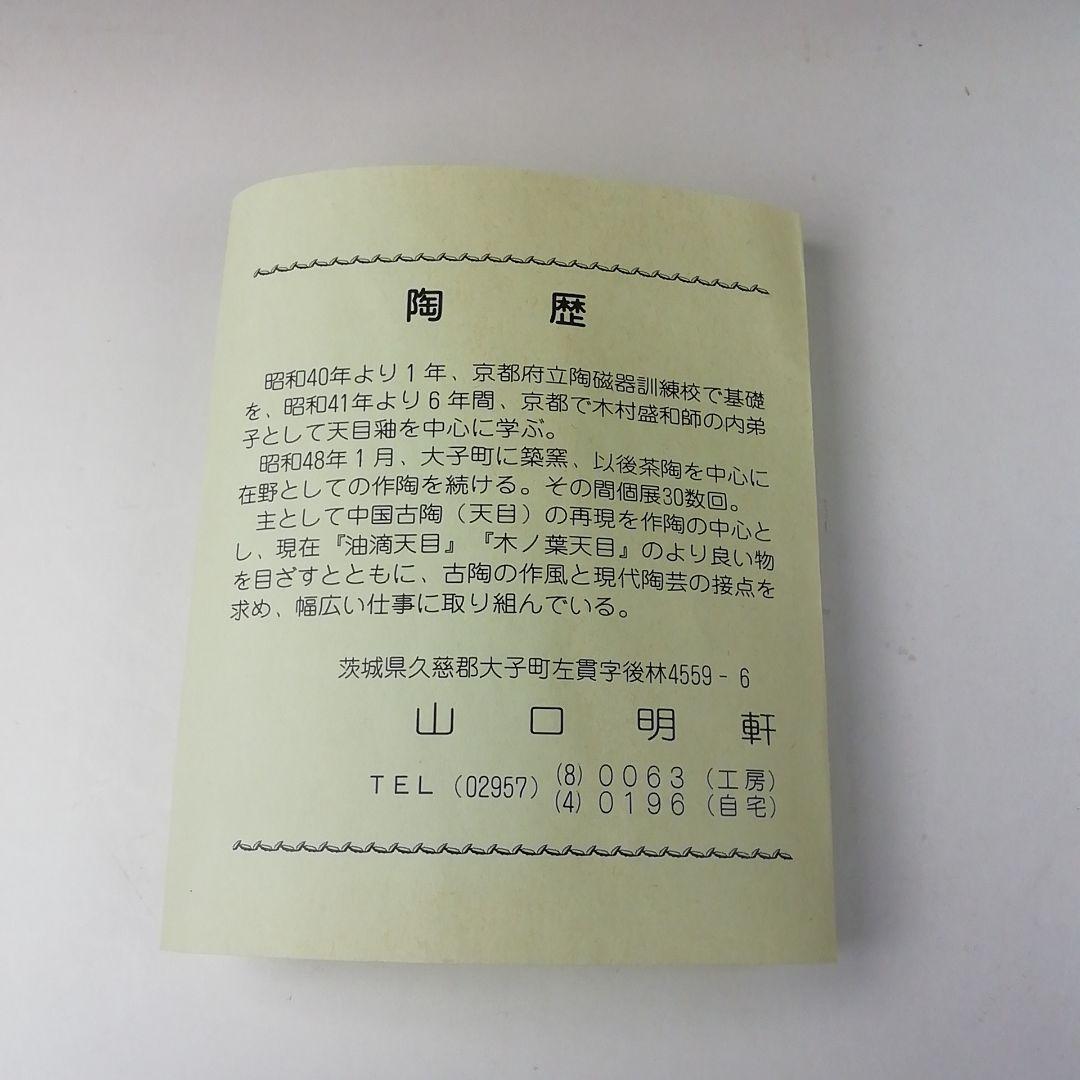 陶歴
昭和40年より1年、京都府立陶磁器訓練校で基礎
を、昭和41年より6年間、京都で木村盛和師の内弟
子として天目釉を中心に学ぶ。
昭和48年1月、大子町に築窯、以後茶陶を中心に
在野としての作陶を続ける。その間個展30数回。
主として中国古陶（天目）の再現を作陶の中心と
し、現在『油滴天目』『木ノ葉天目』のより良い物
を目ざすとともに、古陶の作風と現代陶芸の接点を
求め、幅広い仕事に取り組んでいる。
茨城県久慈郡大子町左貫字後林4559-6
山口明軒
TEL（02957）(8) 0063（工房）
(4) 0196（自宅）